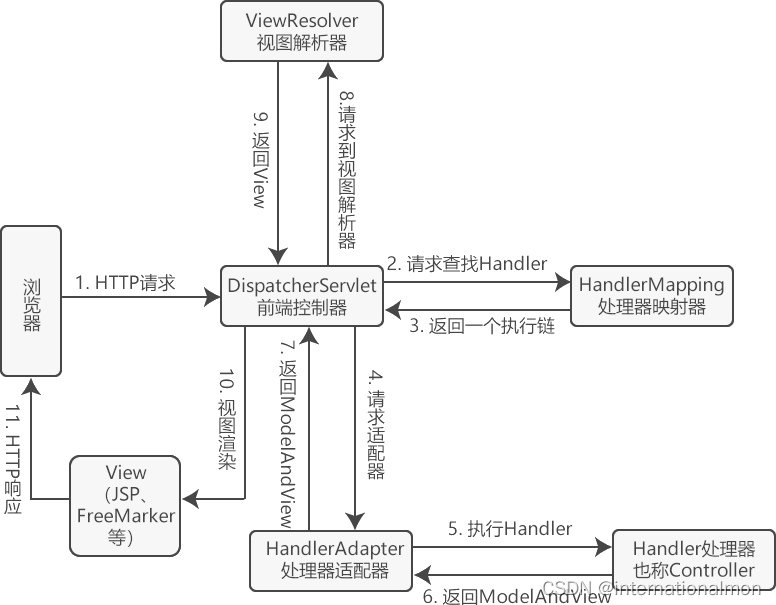 ViewResolver
视图解析器
9. 返回View
8.请求到视图解析器
浏览器
1. HTTP请求
DispatcherServlet
前端控制器
2. 请求查找Handler
3. 返回一个执行链
HandlerMapping
处理器映射器
11. HTTP响应
10. 视图渲染
7. 返回ModelAndView
4. 请求适配器
View
（JSP、
FreeMarker
等）
HandlerAdapter
处理器适配器
5. 执行Handler
6. 返回ModelAndView
Handler处理器
也称Controller
CSDN @internationalmon